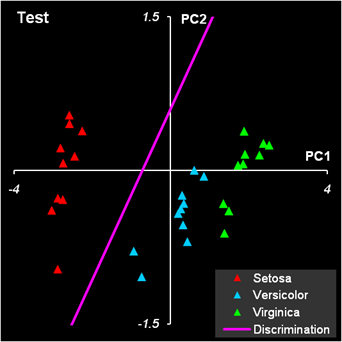 Test
1.5
PC2
PC1
-4
4
-1.5
Setosa
Versicolor
Virginica
Discrimination